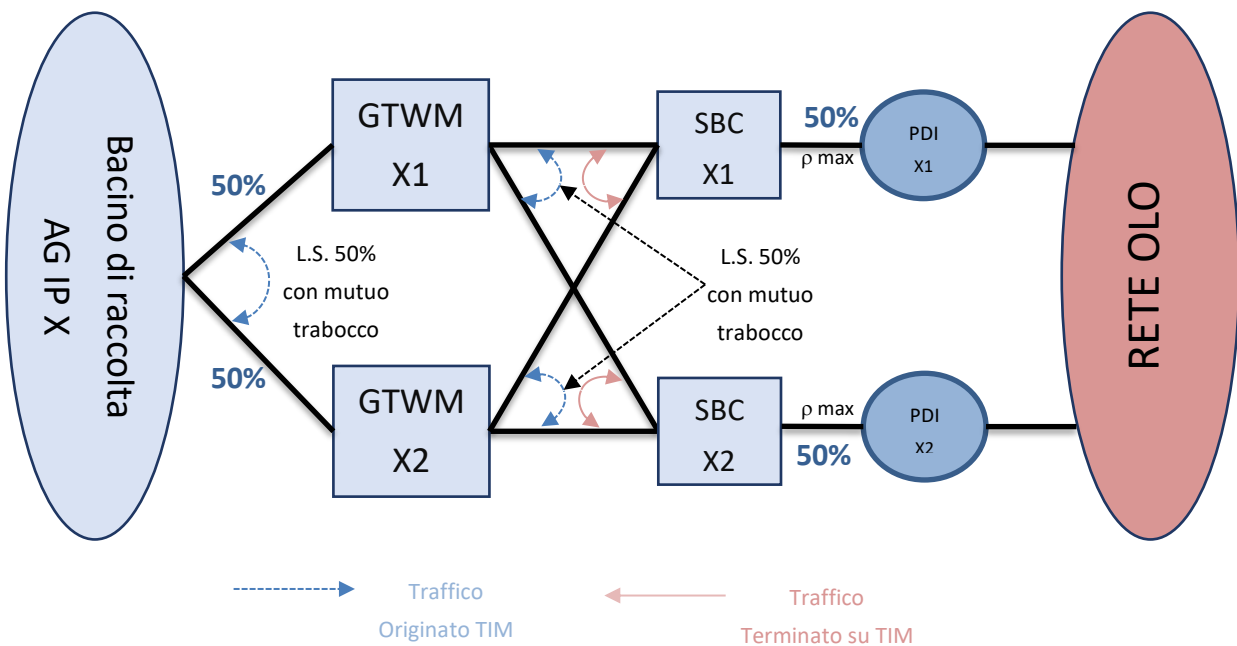 Bacino di raccolta
AG IP X
50%
50%
GTWM
X1
GTWM
X2
L.S. 50%
con mutuo
trabocco
L.S. 50%
con mutuo
trabocco
SBC
X1
SBC
X2
50%
ρ max
ρ max
50%
PDI
X1
PDI
X2
RETE OLO
Traffico
Originato TIM
Traffico
Terminato su TIM